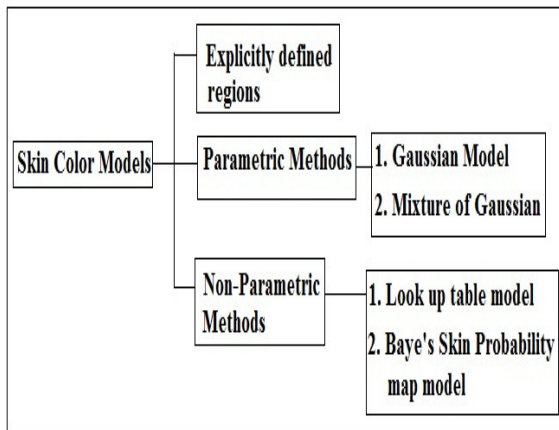 Explicitly defined
regions
Skin Color Models
Parametric Methods
1. Gaussian Model
2. Mixture of Gaussian
Non-Parametric
Methods
1. Look up table model
2. Baye's Skin Probability
map model